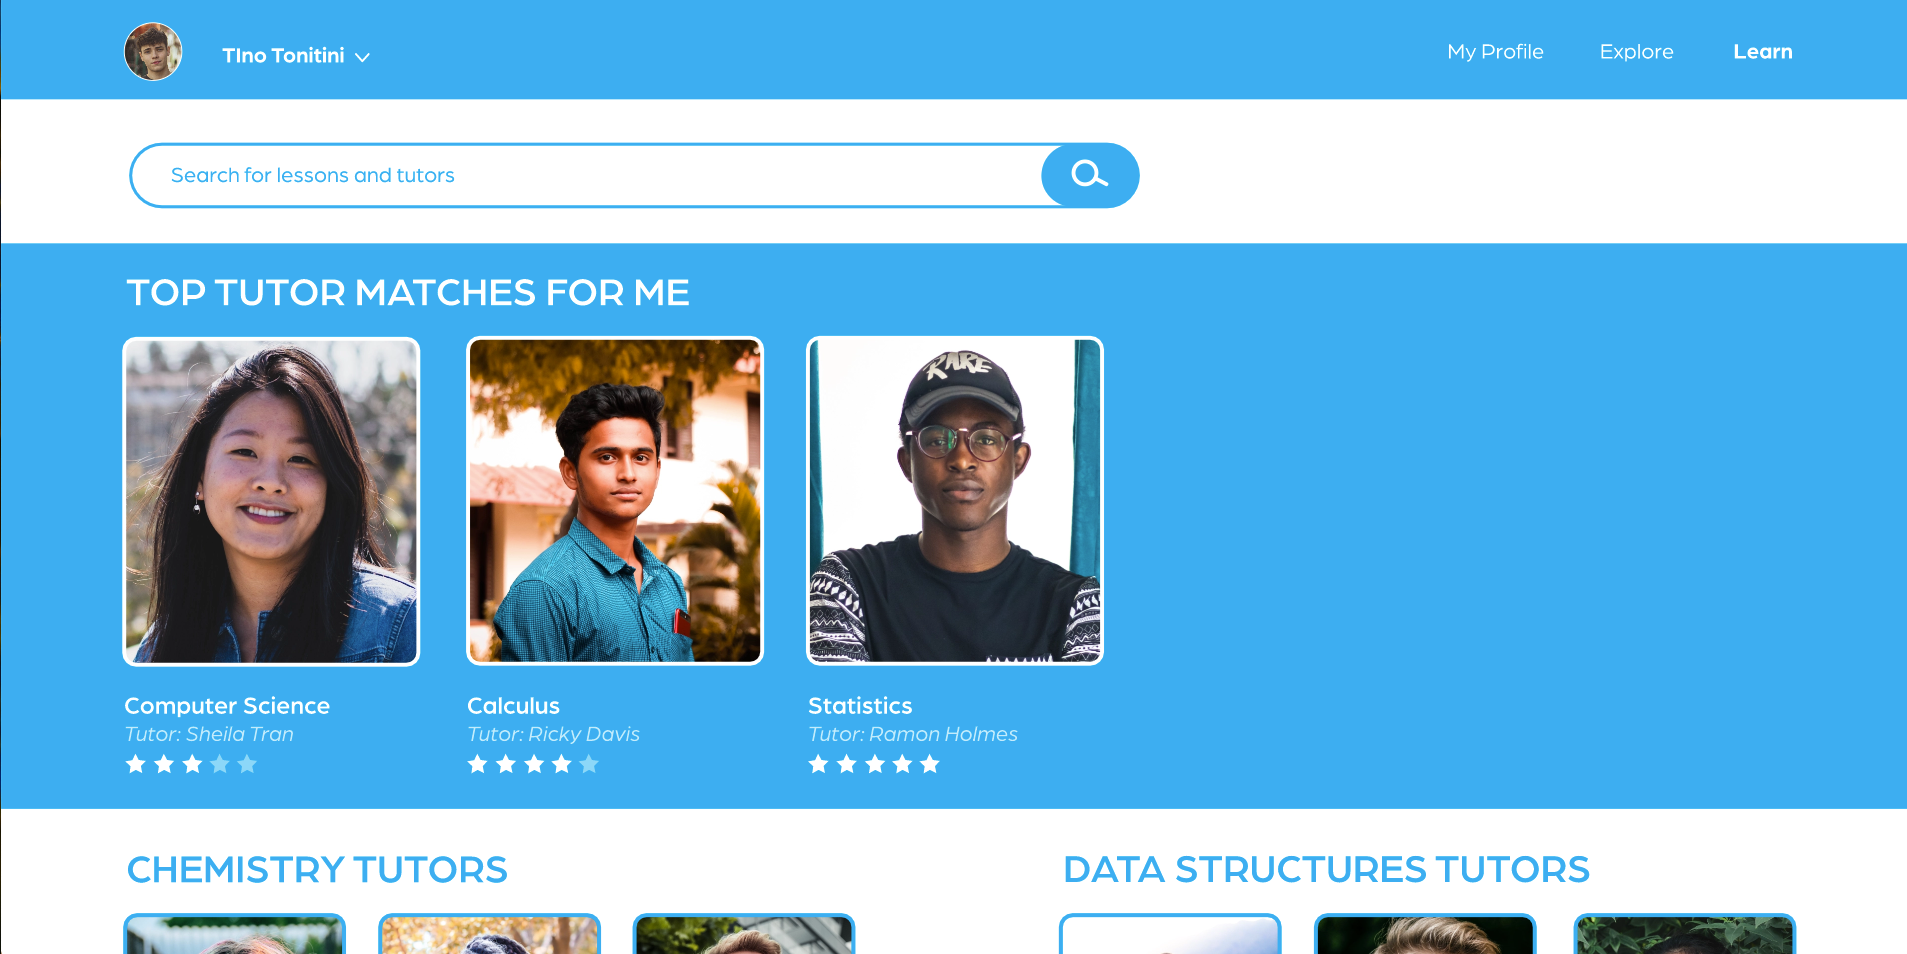 TIno Tonitini
My Profile
Explore
Learn
Search for lessons and tutors
TOP TUTOR MATCHES FOR ME
RARE
Computer Science
Tutor: Sheila Tran
Calculus
Tutor: Ricky Davis
Statistics
Tutor: Ramon Holmes
CHEMISTRY TUTORS
DATA STRUCTURES TUTORS